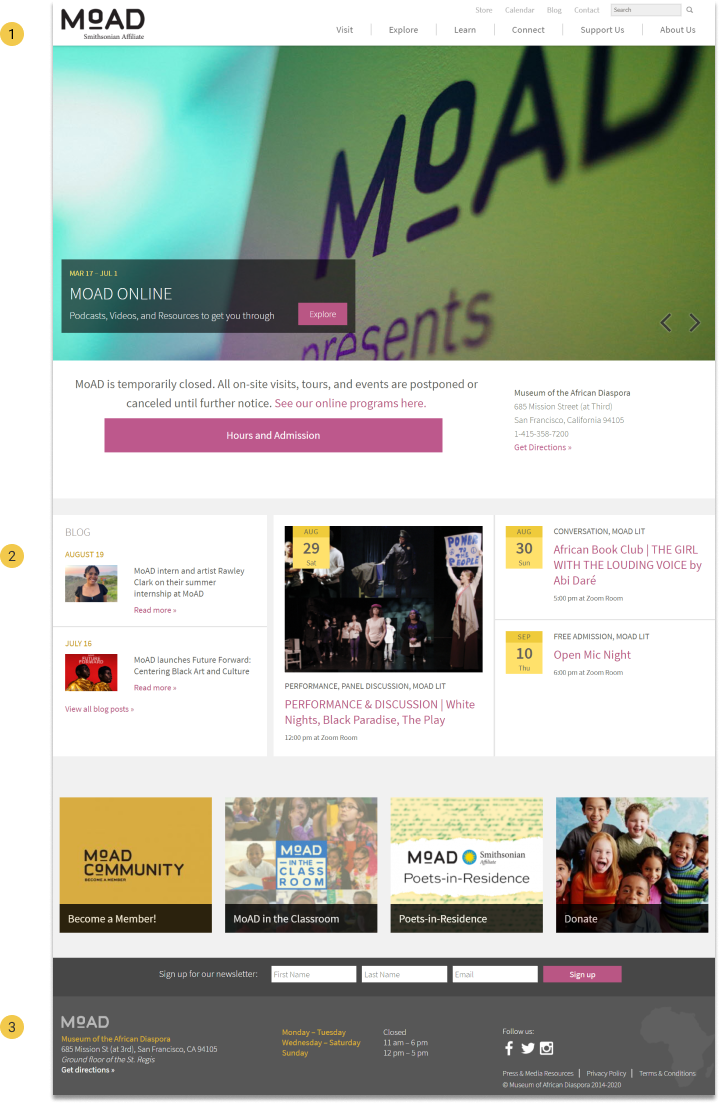 1
MOAD
Smithsonian Affiliate
Store Calendar Blog Contact Search
Visit Explore Learn Connect Support Us About Us
MOAD
presents
MAR 17 – JUL 1
MOAD ONLINE
Podcasts, Videos, and Resources to get you through
Explore
MoAD is temporarily closed. All on-site visits, tours, and events are postponed or
canceled until further notice. See our online programs here.
Hours and Admission
Museum of the African Diaspora
685 Mission Street (at Third)
San Francisco, California 94105
1-415-358-7200
Get Directions »
2
BLOG
AUGUST 19
MoAD intern and artist Rawley
Clark on their summer
internship at MoAD
Read more »
JULY 16
FUTURE
FORWARD
MoAD launches Future Forward:
Centering Black Art and Culture
Read more »
View all blog posts »
AUG
29
Sat
POWER
TO THE
PEOPLE
PERFORMANCE, PANEL DISCUSSION, MOAD LIT
PERFORMANCE & DISCUSSION | White
Nights, Black Paradise, The Play
12:00 pm at Zoom Room
AUG
30
Sun
CONVERSATION, MOAD LIT
African Book Club | THE GIRL
WITH THE LOUDING VOICE by
Abi Daré
5:00 pm at Zoom Room
SEP
10
Thu
FREE ADMISSION, MOAD LIT
Open Mic Night
6:00 pm at Zoom Room
MOAD
COMMUNITY
BECOME A MEMBER
Become a Member!
MOAD
IN THE
CLASS
ROOM
MoAD in the Classroom
MOAD Smithsonian
Affiliate
Poets-in-Residence
Poets-in-Residence
Donate
Sign up for our newsletter: First Name Last Name Email Sign up
3
MOAD
Museum of the African Diaspora
685 Mission St (at 3rd), San Francisco, CA 94105
Ground floor of the St. Regis
Get directions »
Monday – Tuesday Closed
Wednesday – Saturday 11 am – 6 pm
Sunday 12 pm – 5 pm
Follow us:
Press & Media Resources | Privacy Policy | Terms & Conditions
© Museum of African Diaspora 2014-2020